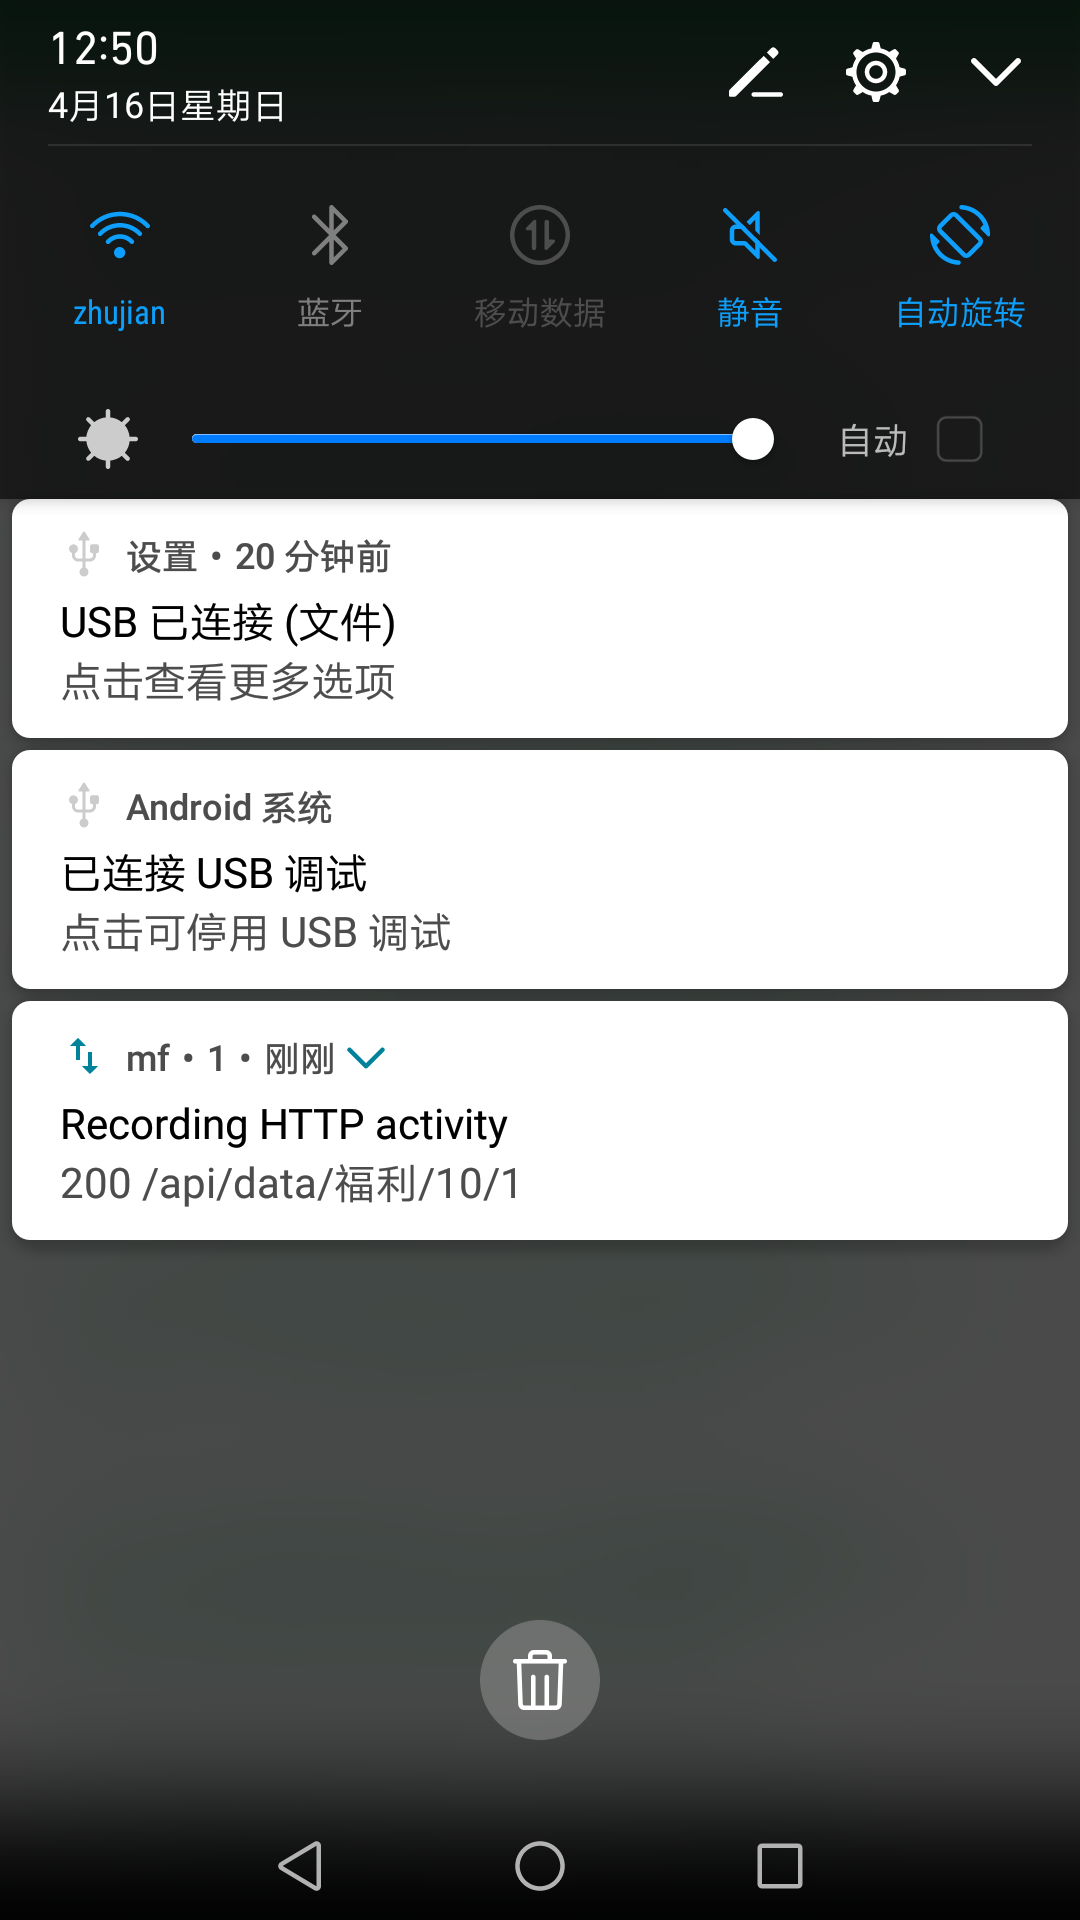 12:50
4月16日星期日
zhujian
蓝牙
移动数据
静音
自动旋转
自动
设置 • 20 分钟前
USB 已连接 (文件)
点击查看更多选项
Android 系统
已连接 USB 调试
点击可停用 USB 调试
mf • 1 • 刚刚
Recording HTTP activity
200 /api/data/福利/10/1